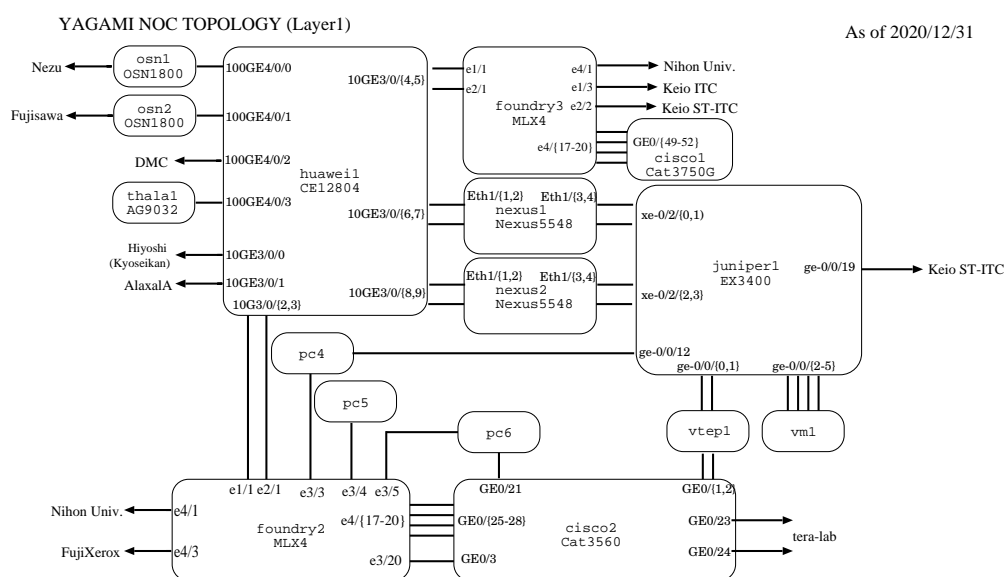 YAGAMI NOC TOPOLOGY (Layer1)
As of 2020/12/31
Nezu
osn1
OSN1800
100GE4/0/0
Fujisawa
osn2
OSN1800
100GE4/0/1
DMC
100GE4/0/2
thala1
AG9032
100GE4/0/3
Hiyoshi
(Kyoseikan)
10GE3/0/0
AlaxalA
10GE3/0/1
10G3/0/{2,3}
huawei1
CE12804
10GE3/0/{4,5}
10GE3/0/{6,7}
10GE3/0/{8,9}
e1/1
e2/1
foundry3
MLX4
e4/1
e1/3
e2/2
e4/{17-20}
Nihon Univ.
Keio ITC
Keio ST-ITC
GE0/{49-52}
cisco1
Cat3750G
Eth1/{1,2}
Eth1/{3,4}
nexus1
Nexus5548
Eth1/{1,2}
Eth1/{3,4}
nexus2
Nexus5548
xe-0/2/{0,1)
xe-0/2/{2,3}
juniper1
EX3400
ge-0/0/19
Keio ST-ITC
ge-0/0/12
ge-0/0/{0,1}
ge-0/0/{2-5}
pc4
pc5
pc6
vtep1
vm1
e1/1
e2/1
e3/3
e3/4
e3/5
Nihon Univ.
e4/1
FujiXerox
e4/3
foundry2
MLX4
e4/{17-20}
e3/20
GE0/21
GE0/{1,2}
GE0/{25-28}
GE0/3
cisco2
Cat3560
GE0/23
GE0/24
tera-lab